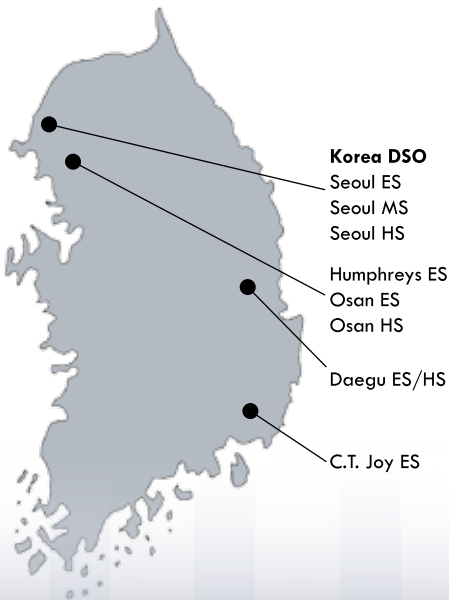 Korea DSO
Seoul ES
Seoul MS
Seoul HS
Humphreys ES
Osan ES
Osan HS
Daegu ES/HS
C.T. Joy ES